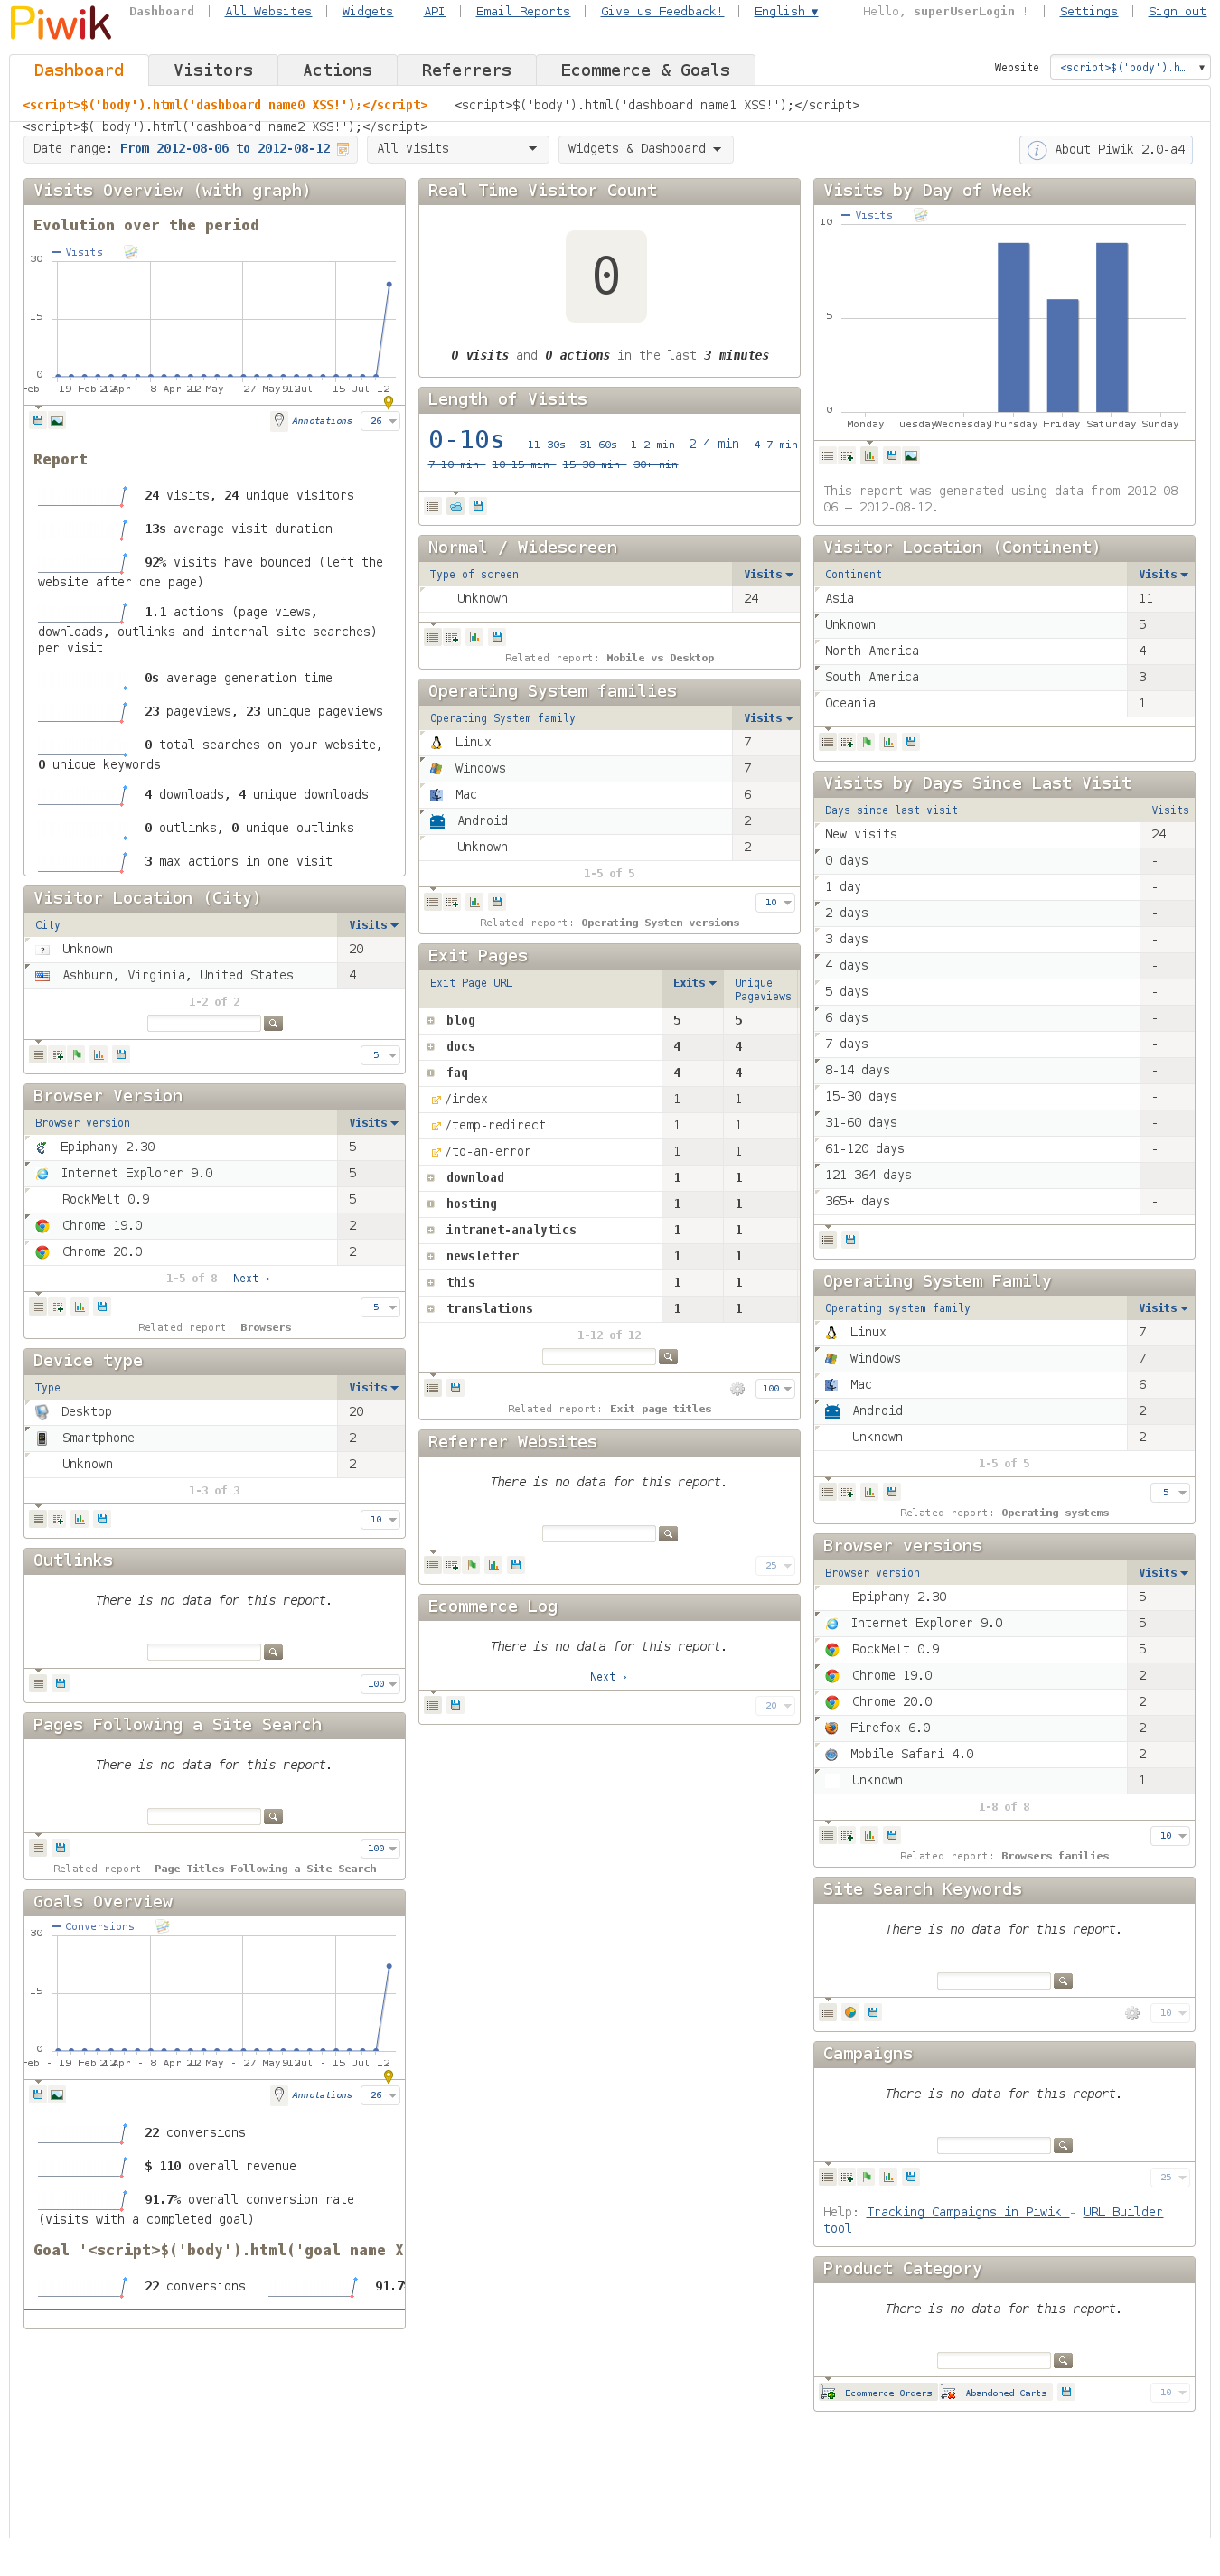 Piwik
Dashboard | All Websites | Widgets | API | Email Reports | Give us Feedback! | English ▾
Hello, superUserLogin ! | Settings | Sign out
Dashboard Visitors Actions Referrers Ecommerce & Goals
Website <script>$('body').h…
<script>$('body').html('dashboard name0 XSS!');</script> <script>$('body').html('dashboard name1 XSS!');</script>
<script>$('body').html('dashboard name2 XSS!');</script>
Date range: From 2012-08-06 to 2012-08-12 All visits Widgets & Dashboard About Piwik 2.0-a4
Visits Overview (with graph)
Evolution over the period
Visits
30
15
0
Annotations 26
Report
24 visits, 24 unique visitors
13s average visit duration
92% visits have bounced (left the
website after one page)
1.1 actions (page views,
downloads, outlinks and internal site searches)
per visit
0s average generation time
23 pageviews, 23 unique pageviews
0 total searches on your website,
0 unique keywords
4 downloads, 4 unique downloads
0 outlinks, 0 unique outlinks
3 max actions in one visit
Visitor Location (City)
City Visits
Unknown 20
Ashburn, Virginia, United States 4
1-2 of 2
5
Browser Version
Browser version Visits
Epiphany 2.30 5
Internet Explorer 9.0 5
RockMelt 0.9 5
Chrome 19.0 2
Chrome 20.0 2
1-5 of 8 Next ›
5
Related report: Browsers
Device type
Type Visits
Desktop 20
Smartphone 2
Unknown 2
1-3 of 3
10
Outlinks
There is no data for this report.
100
Pages Following a Site Search
There is no data for this report.
100
Related report: Page Titles Following a Site Search
Goals Overview
Conversions
30
15
0
Annotations 26
22 conversions
$ 110 overall revenue
91.7% overall conversion rate
(visits with a completed goal)
Goal '<script>$('body').html('goal name X
22 conversions 91.7
Real Time Visitor Count
0
0 visits and 0 actions in the last 3 minutes
Length of Visits
0-10s 11-30s 31-60s 1-2 min 2-4 min 4-7 min
7-10 min 10-15 min 15-30 min 30+ min
Normal / Widescreen
Type of screen Visits
Unknown 24
Related report: Mobile vs Desktop
Operating System families
Operating System family Visits
Linux 7
Windows 7
Mac 6
Android 2
Unknown 2
1-5 of 5
10
Related report: Operating System versions
Exit Pages
Exit Page URL Exits Unique
Pageviews
blog 5 5
docs 4 4
faq 4 4
/index 1 1
/temp-redirect 1 1
/to-an-error 1 1
download 1 1
hosting 1 1
intranet-analytics 1 1
newsletter 1 1
this 1 1
translations 1 1
1-12 of 12
100
Related report: Exit page titles
Referrer Websites
There is no data for this report.
25
Ecommerce Log
There is no data for this report.
Next ›
20
Visits by Day of Week
Visits
10
5
0
Monday Tuesday Wednesday Thursday Friday Saturday Sunday
This report was generated using data from 2012-08-
06 – 2012-08-12.
Visitor Location (Continent)
Continent Visits
Asia 11
Unknown 5
North America 4
South America 3
Oceania 1
Visits by Days Since Last Visit
Days since last visit Visits
New visits 24
0 days -
1 day -
2 days -
3 days -
4 days -
5 days -
6 days -
7 days -
8-14 days -
15-30 days -
31-60 days -
61-120 days -
121-364 days -
365+ days -
Operating System Family
Operating system family Visits
Linux 7
Windows 7
Mac 6
Android 2
Unknown 2
1-5 of 5
5
Related report: Operating systems
Browser versions
Browser version Visits
Epiphany 2.30 5
Internet Explorer 9.0 5
RockMelt 0.9 5
Chrome 19.0 2
Chrome 20.0 2
Firefox 6.0 2
Mobile Safari 4.0 2
Unknown 1
1-8 of 8
10
Related report: Browsers families
Site Search Keywords
There is no data for this report.
10
Campaigns
There is no data for this report.
25
Help: Tracking Campaigns in Piwik - URL Builder
tool
Product Category
There is no data for this report.
Ecommerce Orders Abandoned Carts 10